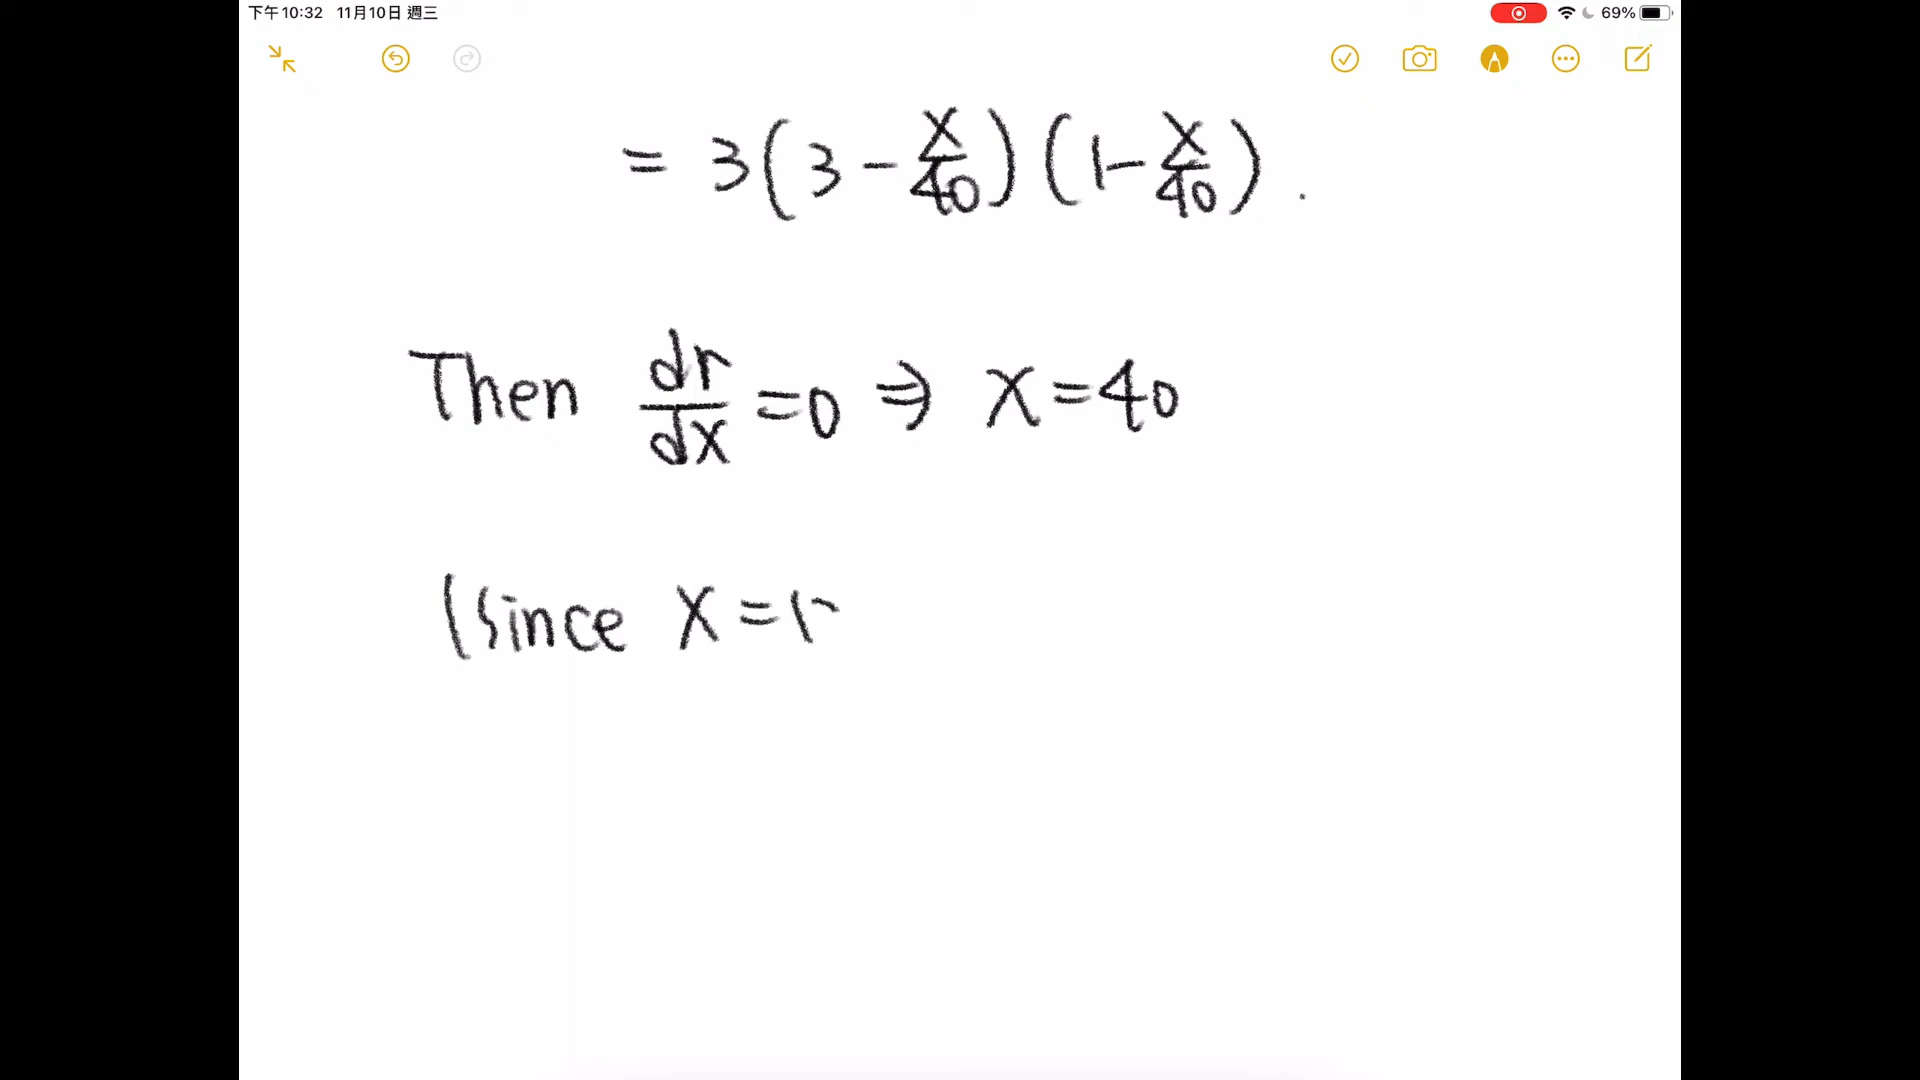 下午10:32 11月10日 週三 69%
= 3(3 - x/40)(1 - x/40).
Then dr/dx = 0 ⇒ x = 40
(Since x = 1